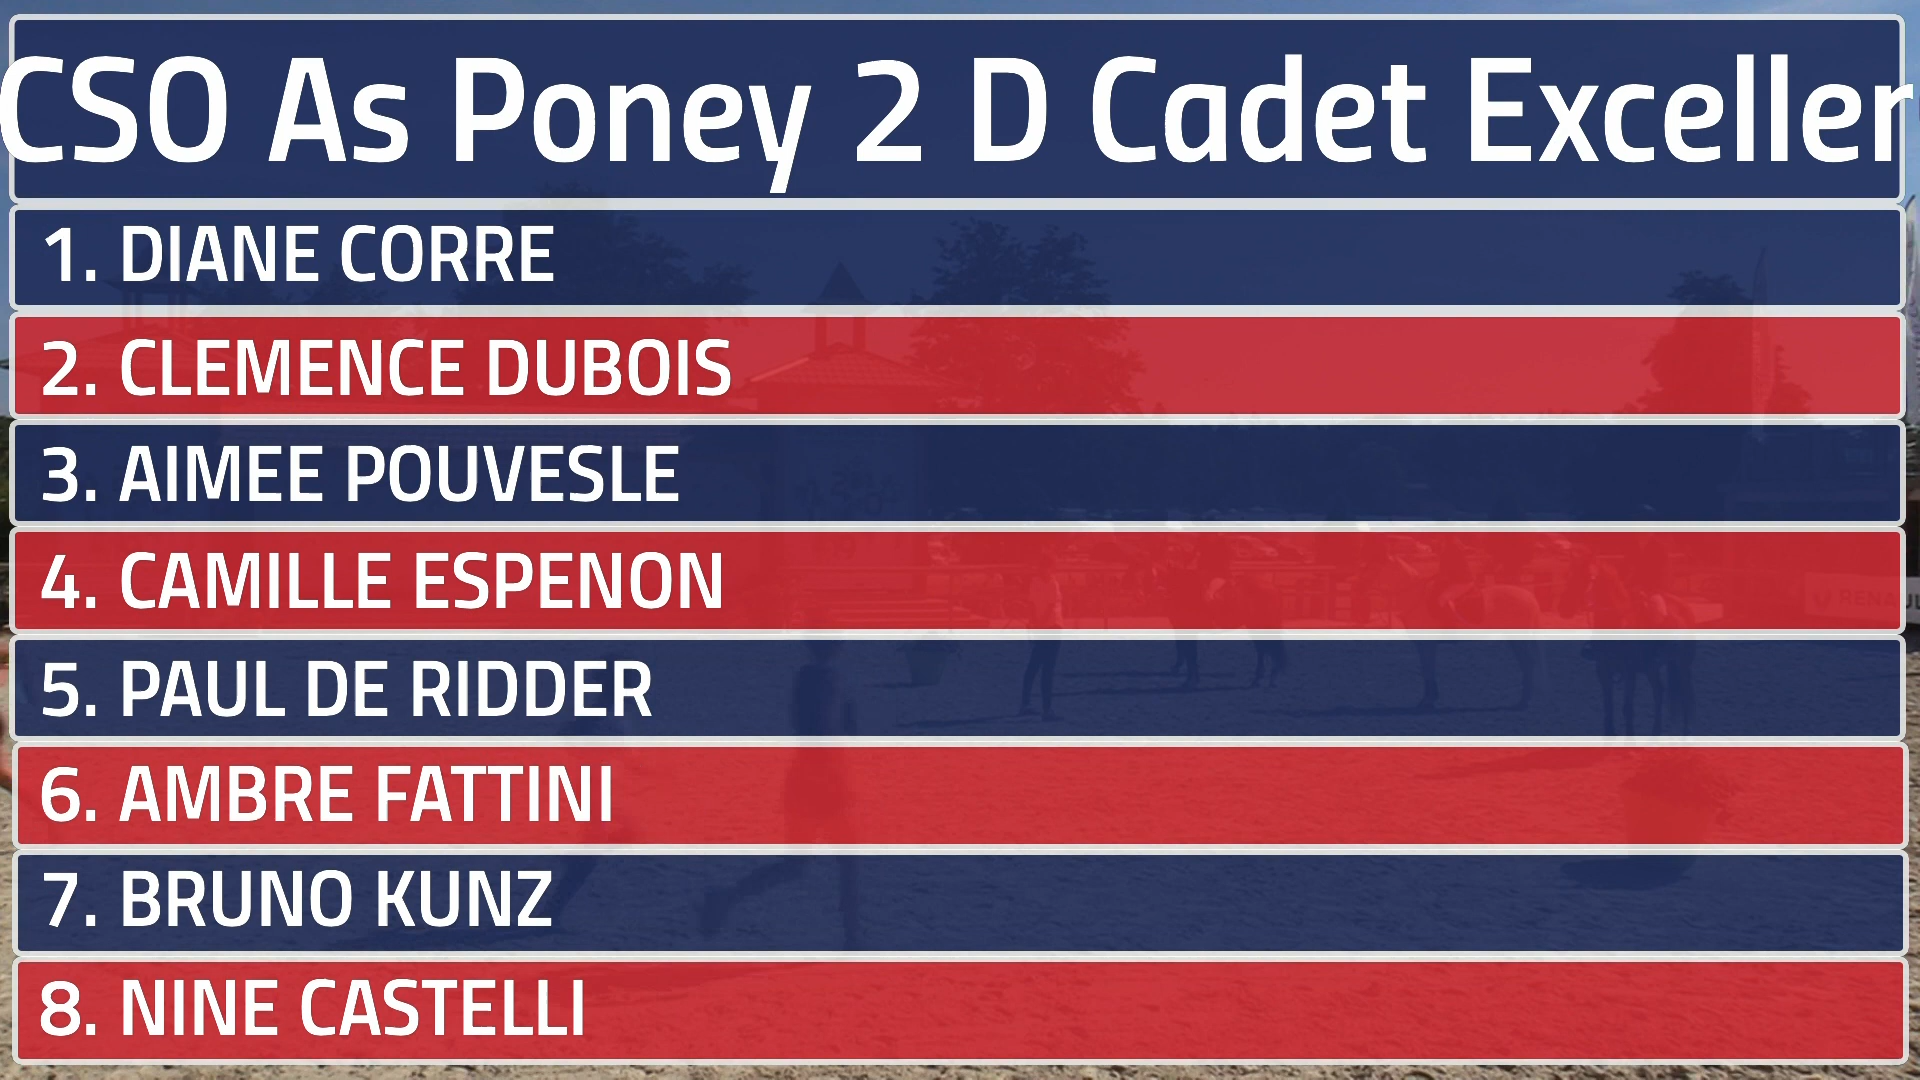 CSO As Poney 2 D Cadet Exceller
1. DIANE CORRE
2. CLEMENCE DUBOIS
3. AIMEE POUVESLE
4. CAMILLE ESPENON
5. PAUL DE RIDDER
6. AMBRE FATTINI
7. BRUNO KUNZ
8. NINE CASTELLI